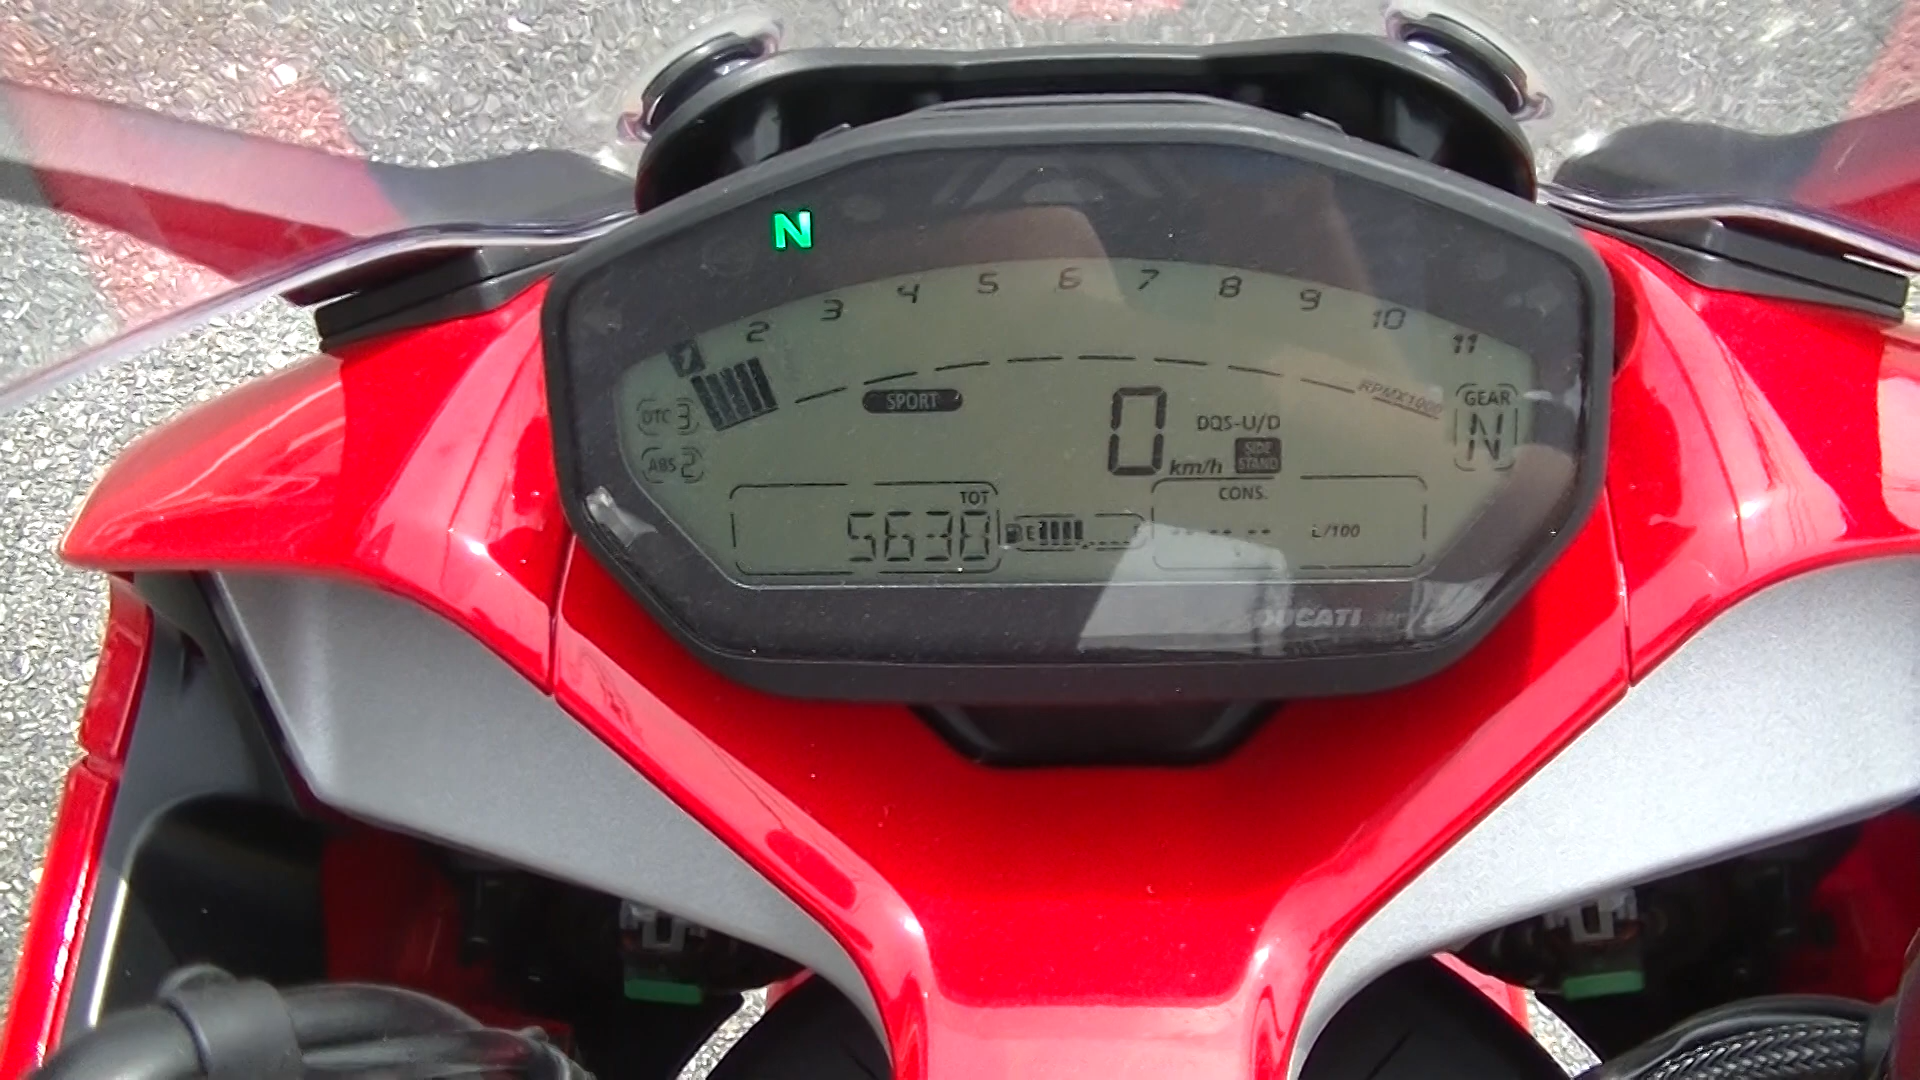 N
1 2 3 4 5 6 7 8 9 10 11
RPMX1000
DTC 3
SPORT
0 km/h
DQS-U/D
SIDE
STAND
GEAR
N
ABS 2
TOT
5630
E
CONS.
-- -- L/100
DUCATI